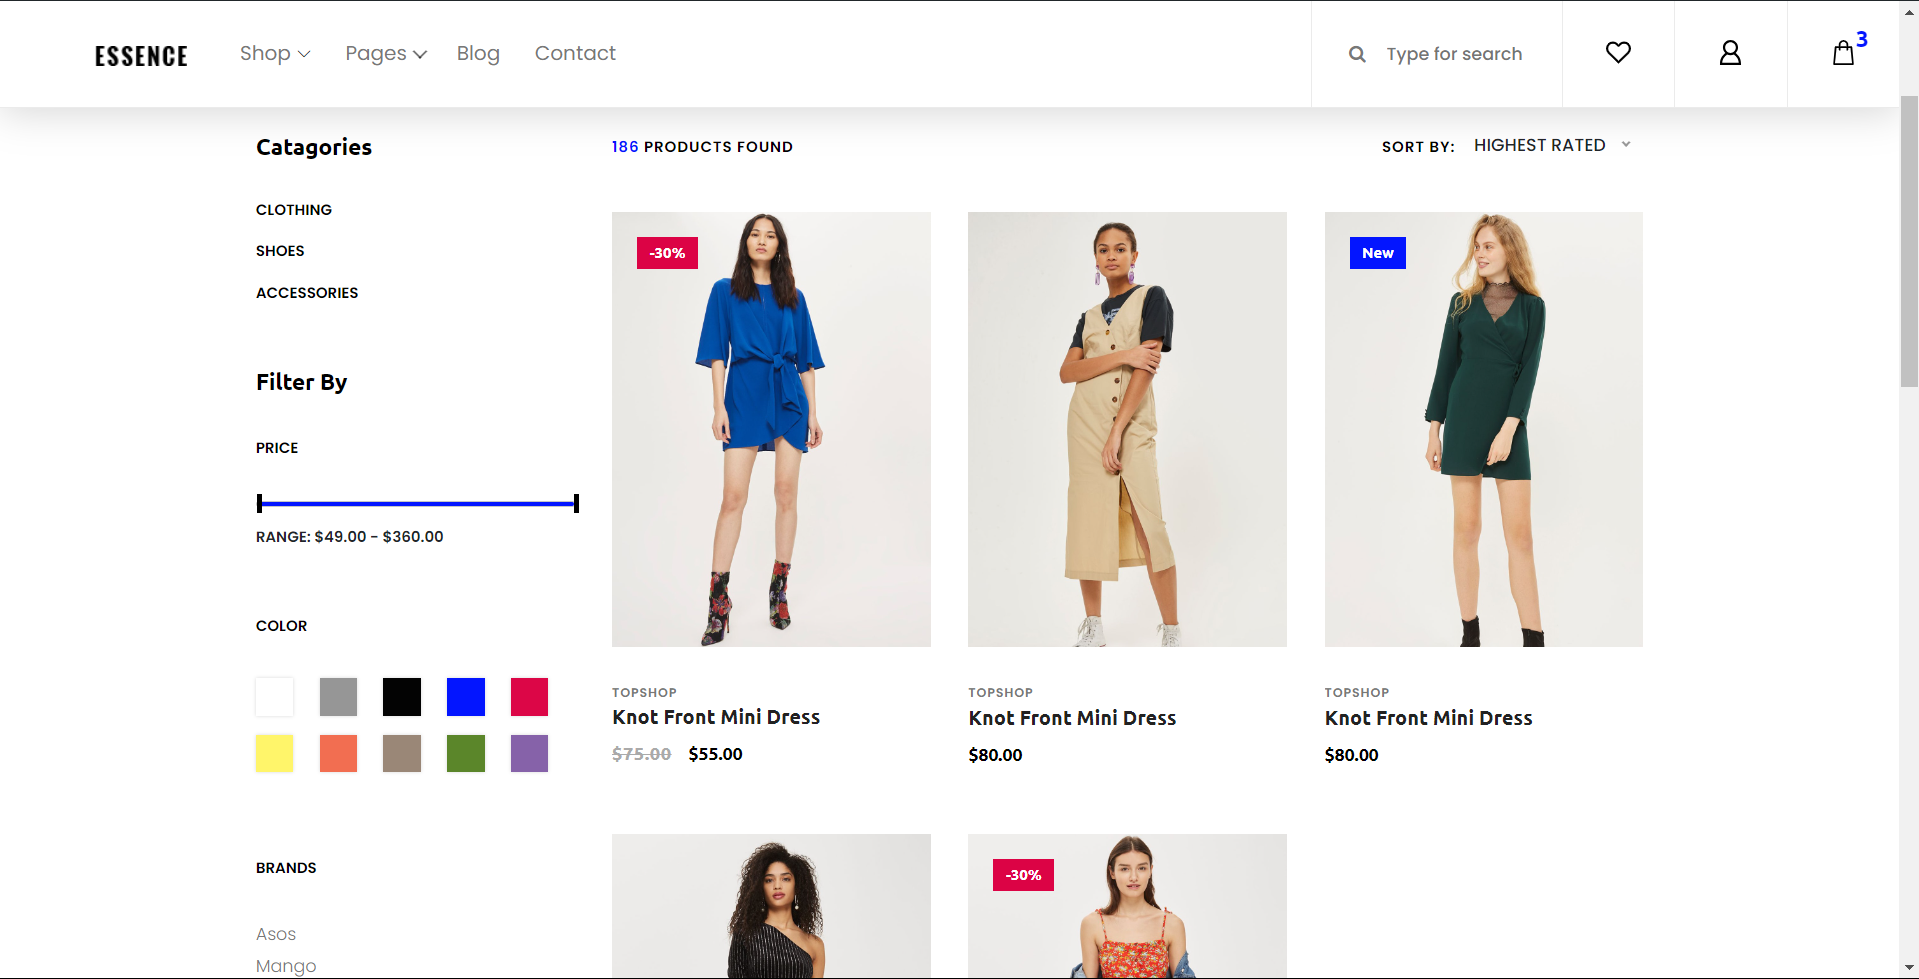 ESSENCE
Shop
Pages
Blog
Contact
Type for search
3
Catagories
CLOTHING
SHOES
ACCESSORIES
Filter By
PRICE
RANGE: $49.00 - $360.00
COLOR
BRANDS
Asos
Mango
186 PRODUCTS FOUND
SORT BY: HIGHEST RATED
-30%
New
TOPSHOP
Knot Front Mini Dress
$75.00 $55.00
TOPSHOP
Knot Front Mini Dress
$80.00
TOPSHOP
Knot Front Mini Dress
$80.00
-30%